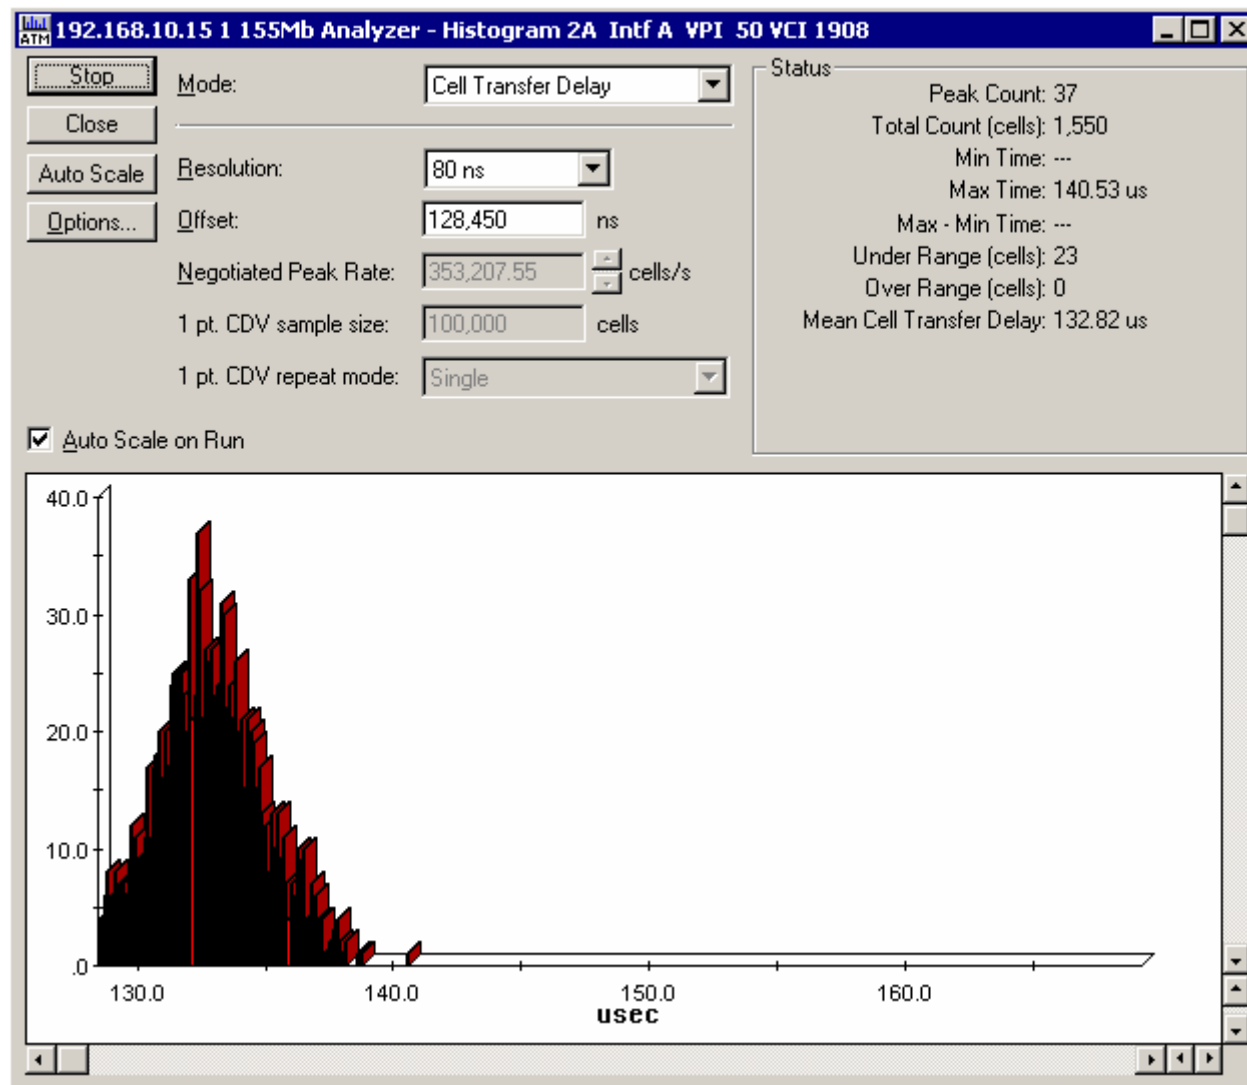 ATM
192.168.10.15 1 155Mb Analyzer - Histogram 2A Intf A VPI 50 VCI 1908
Stop
Close
Auto Scale
Options...
Mode: Cell Transfer Delay
Resolution: 80 ns
Offset: 128,450 ns
Negotiated Peak Rate: 353,207.55 cells/s
1 pt. CDV sample size: 100,000 cells
1 pt. CDV repeat mode: Single
Status
Peak Count: 37
Total Count (cells): 1,550
Min Time: ---
Max Time: 140.53 us
Max - Min Time: ---
Under Range (cells): 23
Over Range (cells): 0
Mean Cell Transfer Delay: 132.82 us
Auto Scale on Run
40.0
30.0
20.0
10.0
.0
130.0 140.0 150.0 160.0
usec